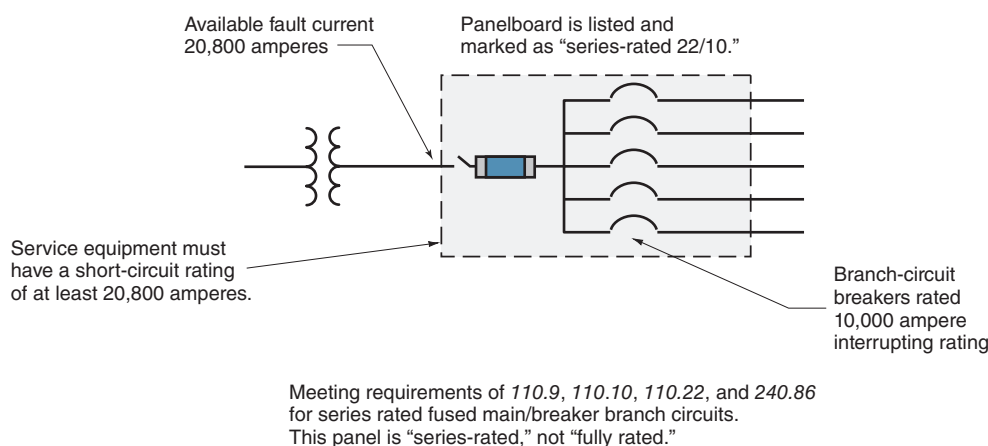 Available fault current
20,800 amperes
Panelboard is listed and
marked as “series-rated 22/10.”
Service equipment must
have a short-circuit rating
of at least 20,800 amperes.
Branch-circuit
breakers rated
10,000 ampere
interrupting rating
Meeting requirements of 110.9, 110.10, 110.22, and 240.86
for series rated fused main/breaker branch circuits.
This panel is “series-rated,” not “fully rated.”